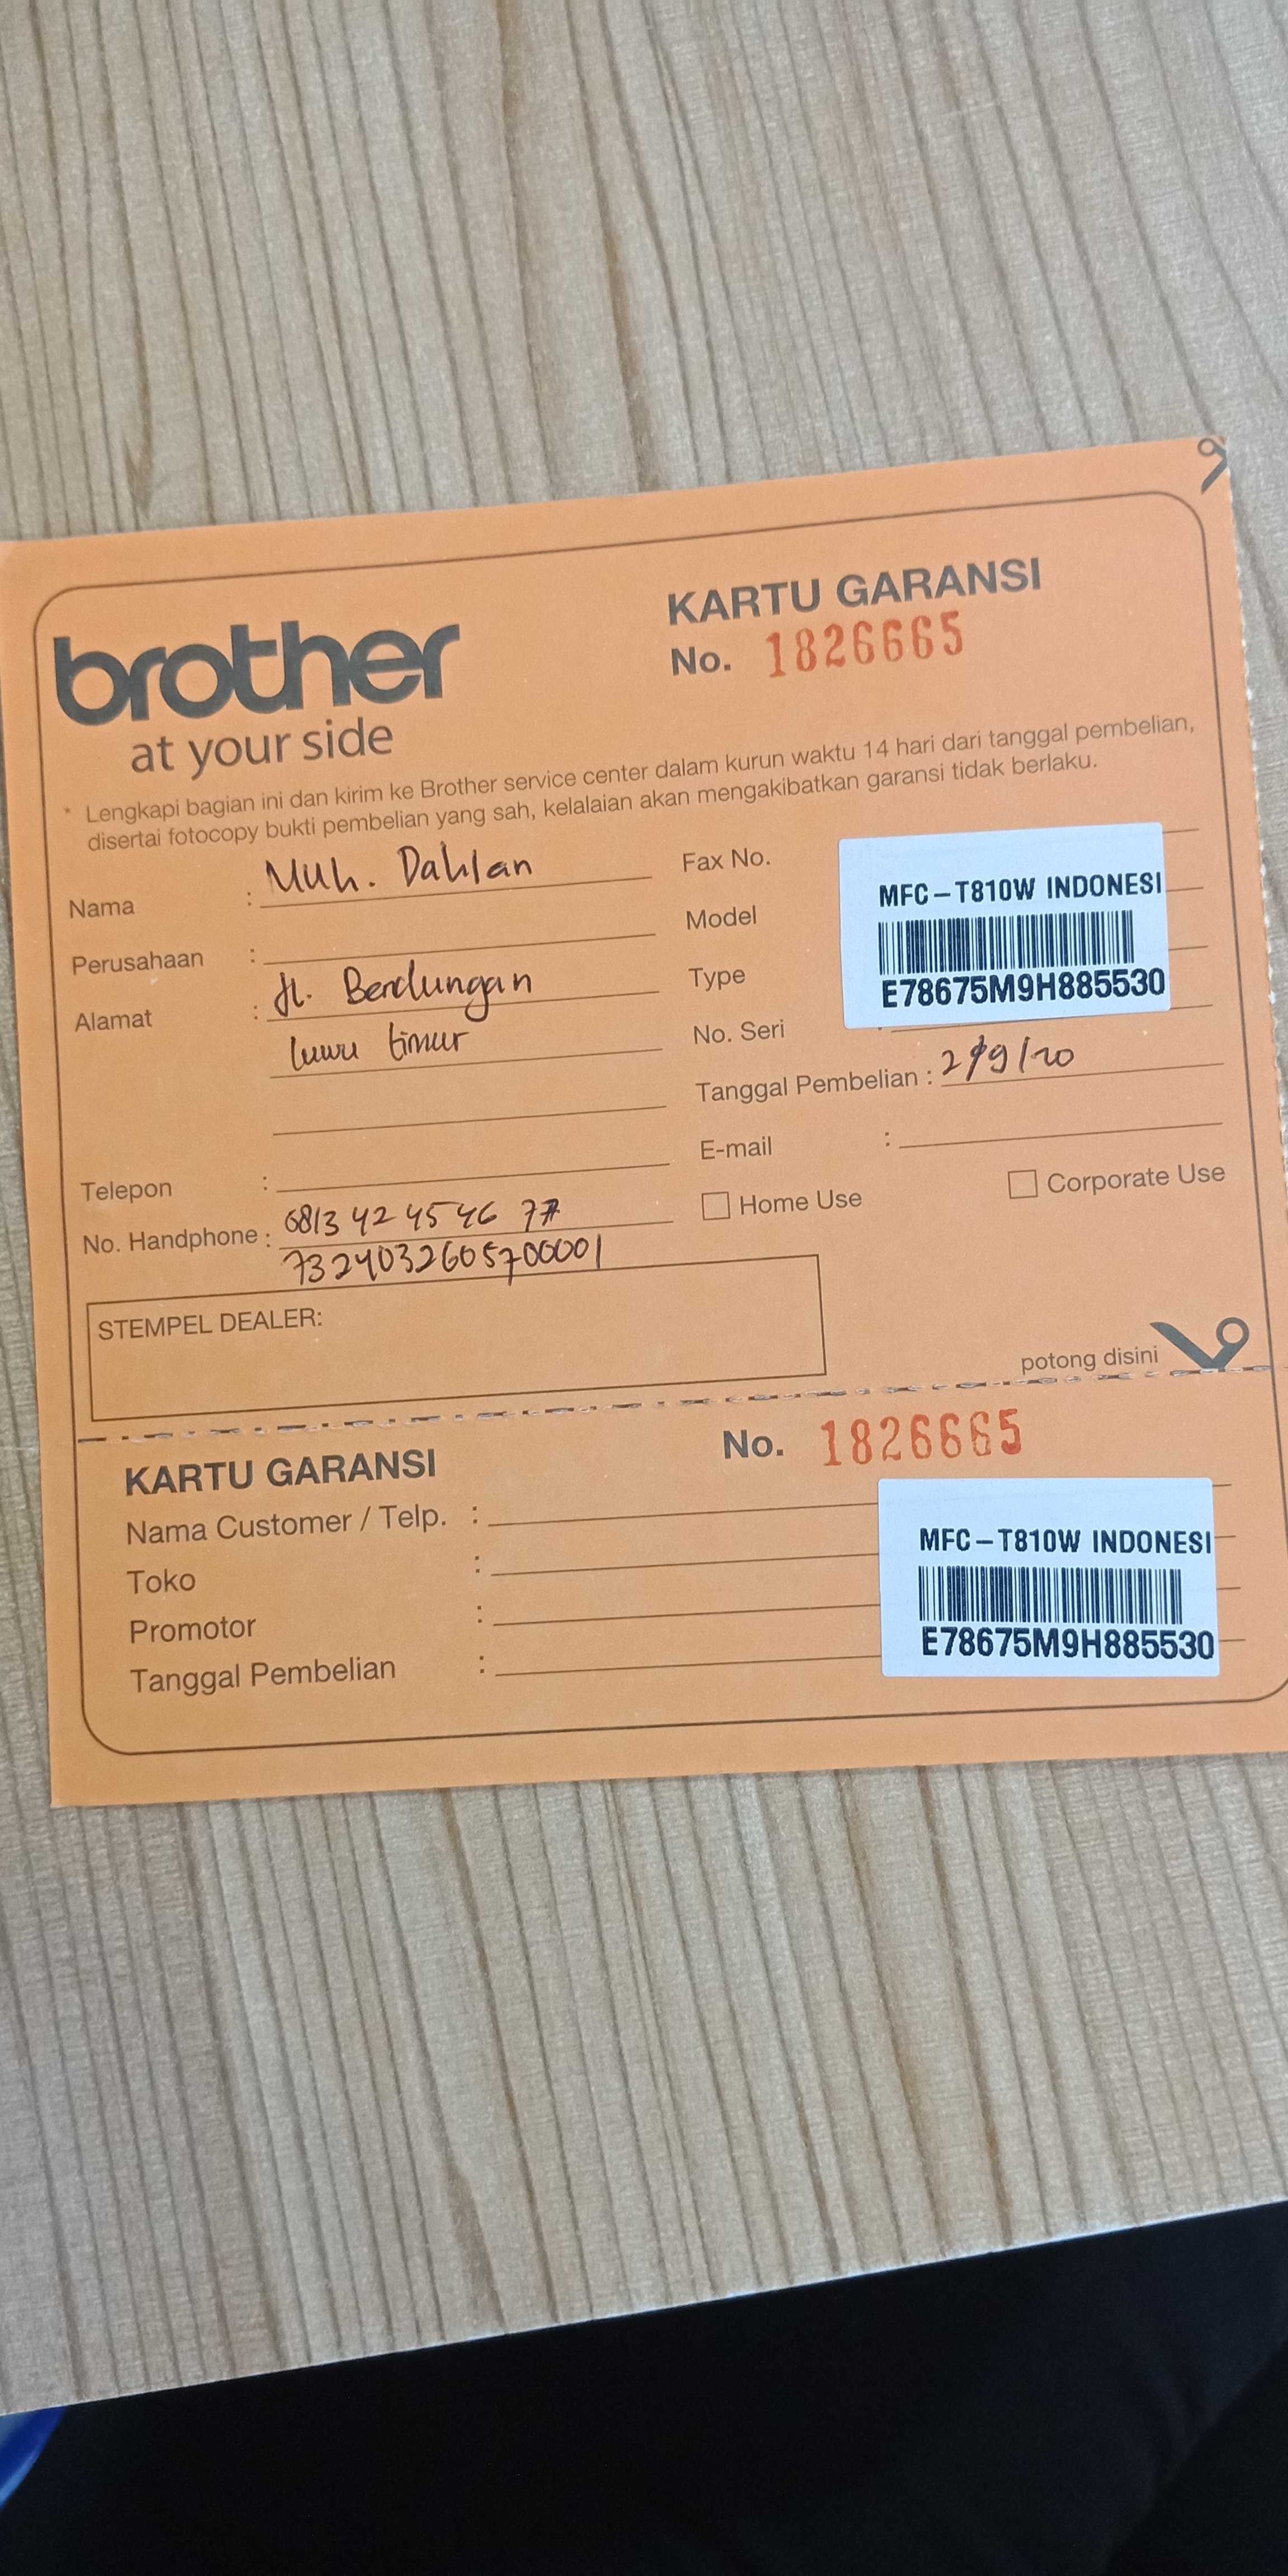 brother
at your side
KARTU GARANSI
No. 1826665
* Lengkapi bagian ini dan kirim ke Brother service center dalam kurun waktu 14 hari dari tanggal pembelian,
disertai fotocopy bukti pembelian yang sah, kelalaian akan mengakibatkan garansi tidak berlaku.
Nama : Muh. Dahlan
Perusahaan :
Alamat : Jl. Bendungan
luwu timur
Telepon :
No. Handphone : 0813 42 45 46 77
7324032605700001
Fax No.
Model
Type
No. Seri :
MFC-T810W INDONESI
E78675M9H885530
Tanggal Pembelian : 2/9/20
E-mail :
Home Use
Corporate Use
STEMPEL DEALER:
potong disini
KARTU GARANSI
No. 1826665
Nama Customer / Telp. :
Toko :
Promotor :
Tanggal Pembelian :
MFC-T810W INDONESI
E78675M9H885530